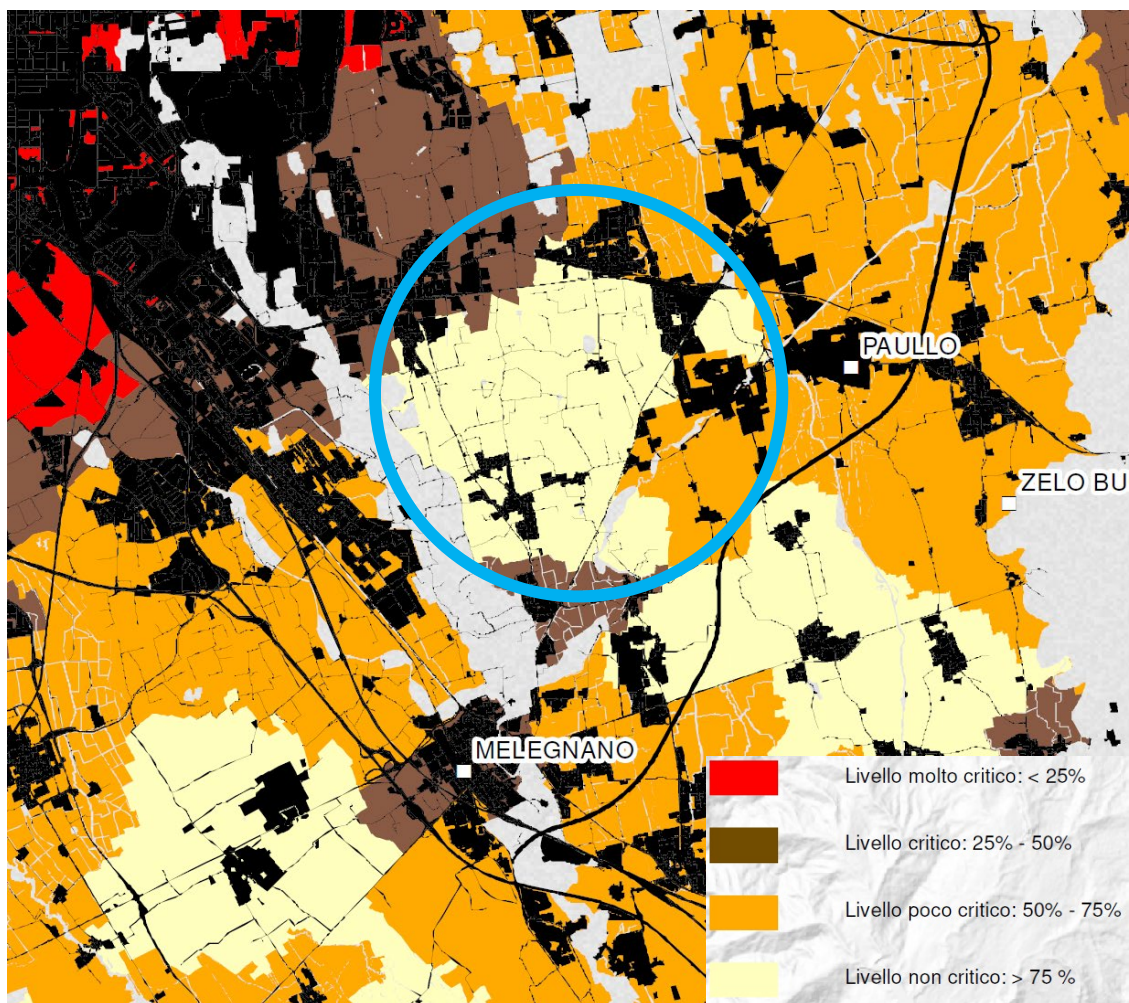 PAULLO
ZELO BU
MELEGNANO
Livello molto critico: < 25%
Livello critico: 25% - 50%
Livello poco critico: 50% - 75%
Livello non critico: > 75 %